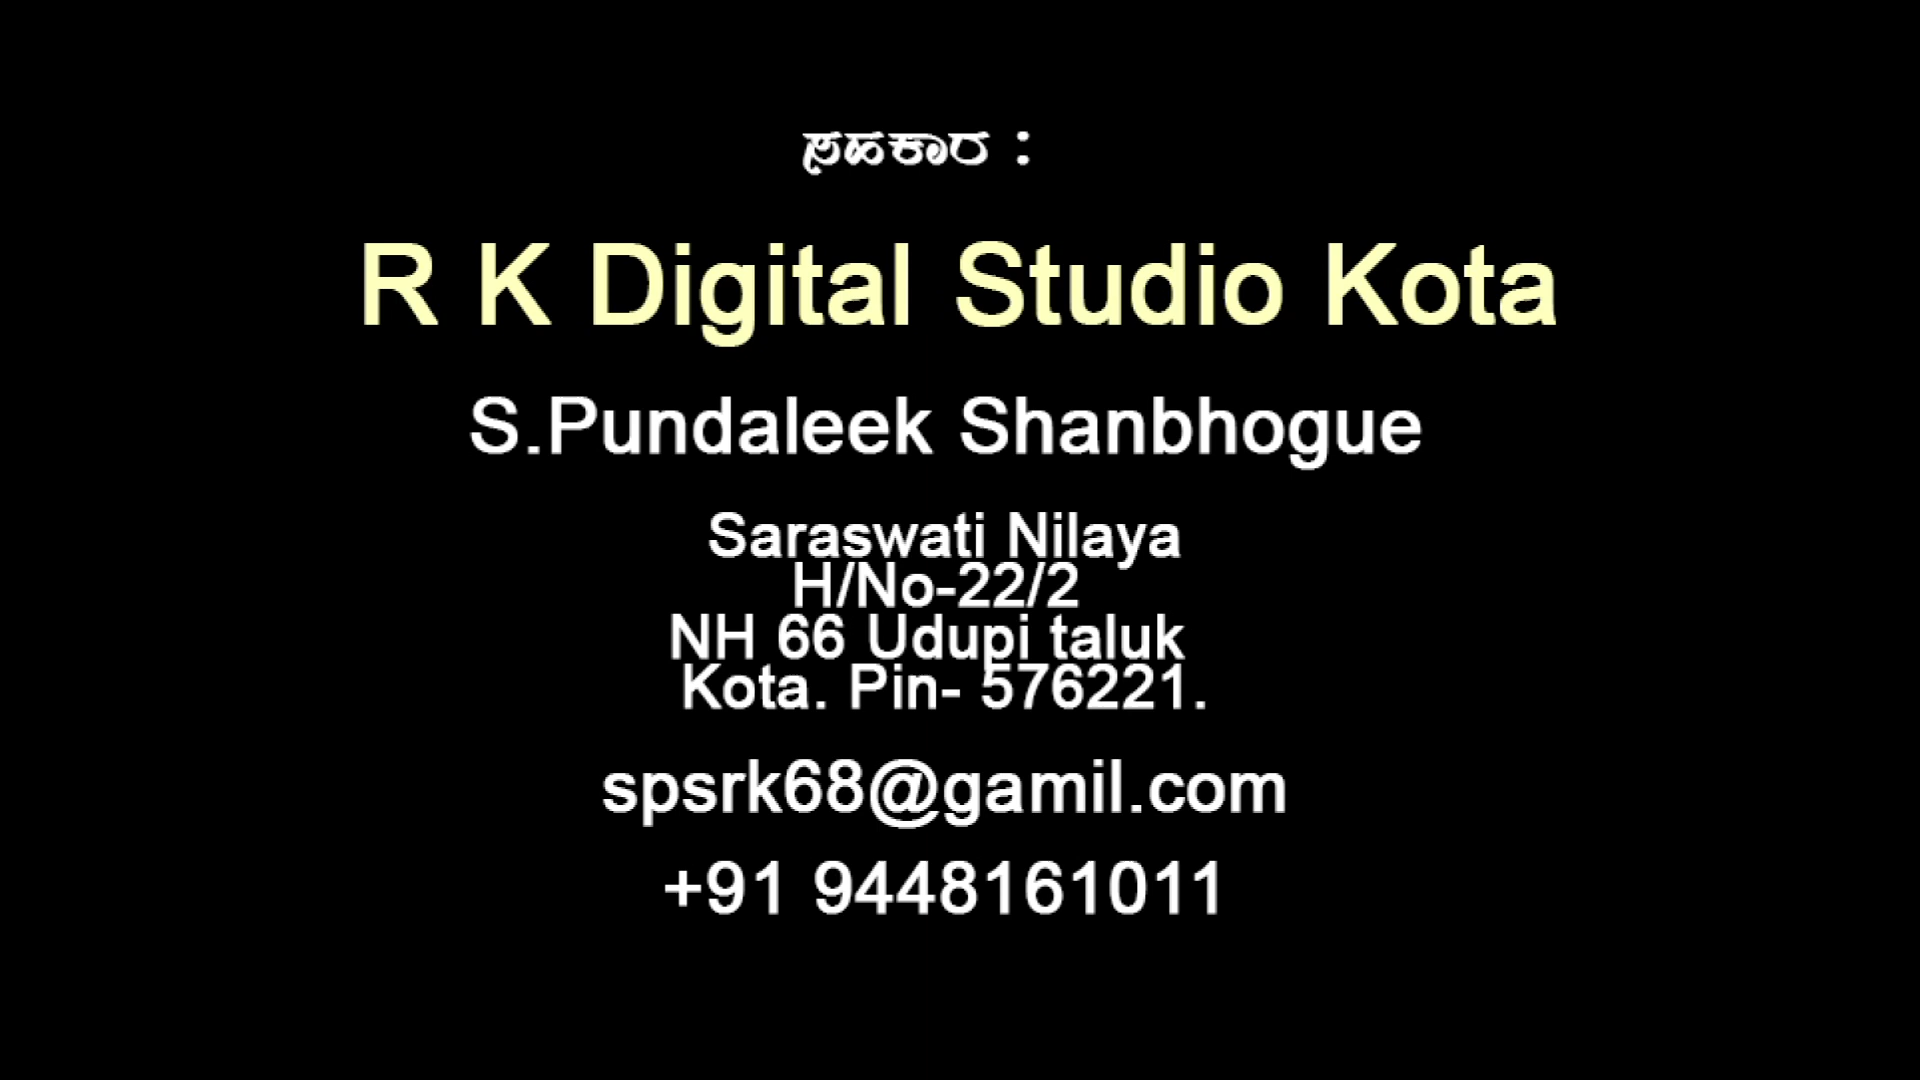 ಸಹಕಾರ :
R K Digital Studio Kota
S.Pundaleek Shanbhogue
Saraswati Nilaya
H/No-22/2
NH 66 Udupi taluk
Kota. Pin- 576221.
spsrk68@gamil.com
+91 9448161011